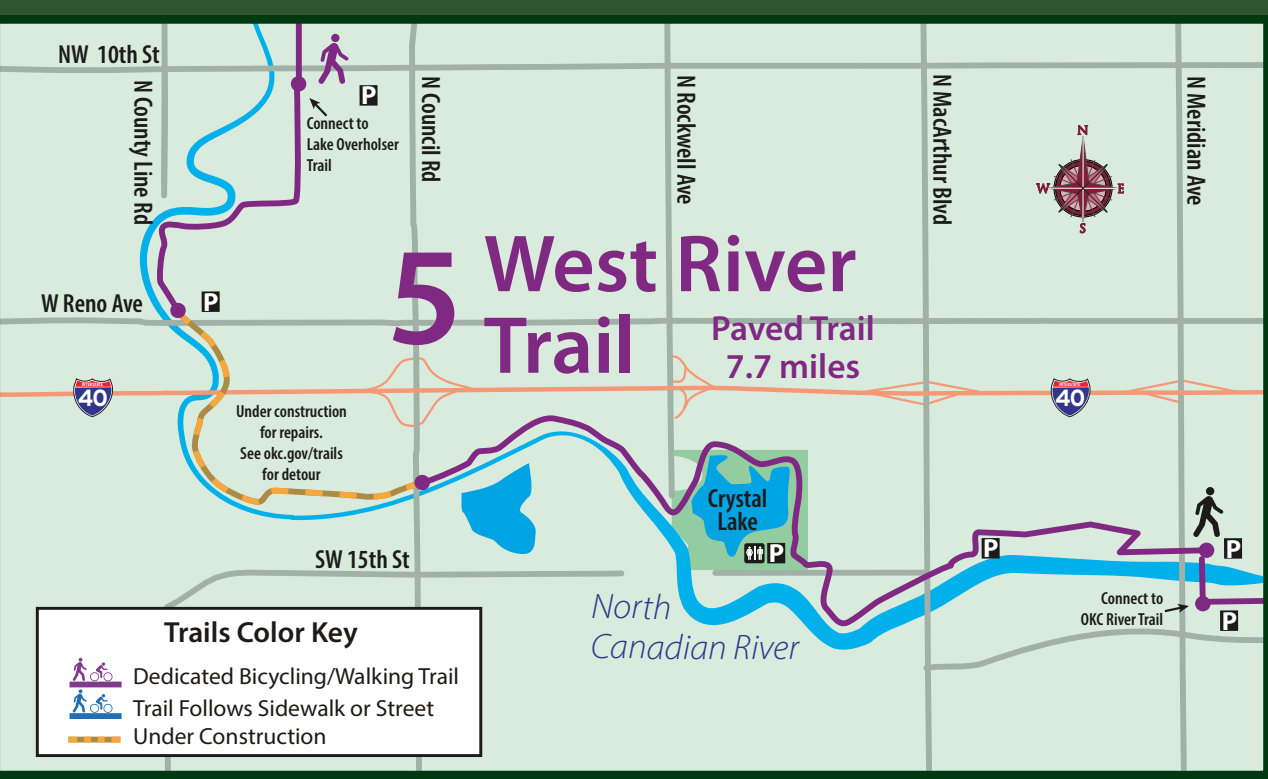 NW 10th St
N County Line Rd
N Council Rd
N Rockwell Ave
N MacArthur Blvd
N Meridian Ave
P
Connect to
Lake Overholser
Trail
N
W
E
S
5
West River
Trail
Paved Trail
7.7 miles
W Reno Ave
P
INTERSTATE
40
INTERSTATE
40
Under construction
for repairs.
See okc.gov/trails
for detour
Crystal
Lake
P
SW 15th St
P
P
North
Canadian River
Connect to
OKC River Trail
P
Trails Color Key
Dedicated Bicycling/Walking Trail
Trail Follows Sidewalk or Street
Under Construction